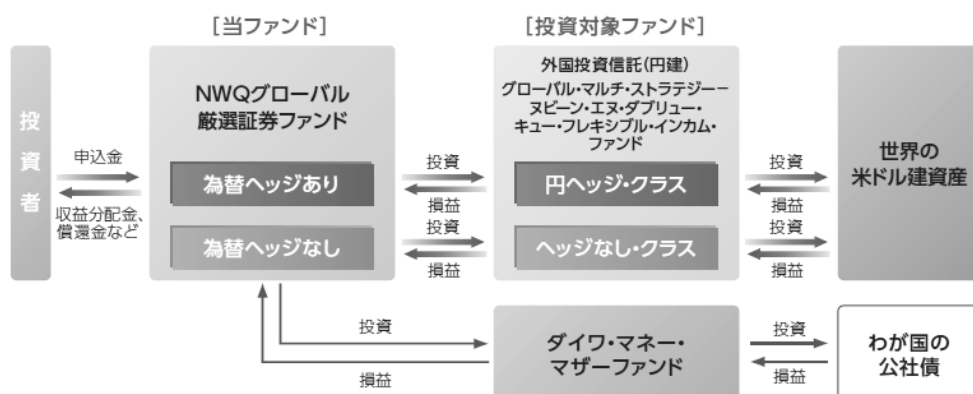 [当ファンド]
[投資対象ファンド]
投資者
申込金
収益分配金、
償還金など
NWQグローバル
厳選証券ファンド
為替ヘッジあり
為替ヘッジなし
投資
損益
投資
損益
外国投資信託(円建)
グローバル・マルチ・ストラテジー−
ヌビーン・エヌ・ダブリュー・
キュー・フレキシブル・インカム・
ファンド
円ヘッジ・クラス
ヘッジなし・クラス
投資
損益
投資
損益
世界の
米ドル建資産
投資
損益
ダイワ・マネー・
マザーファンド
投資
損益
わが国の
公社債